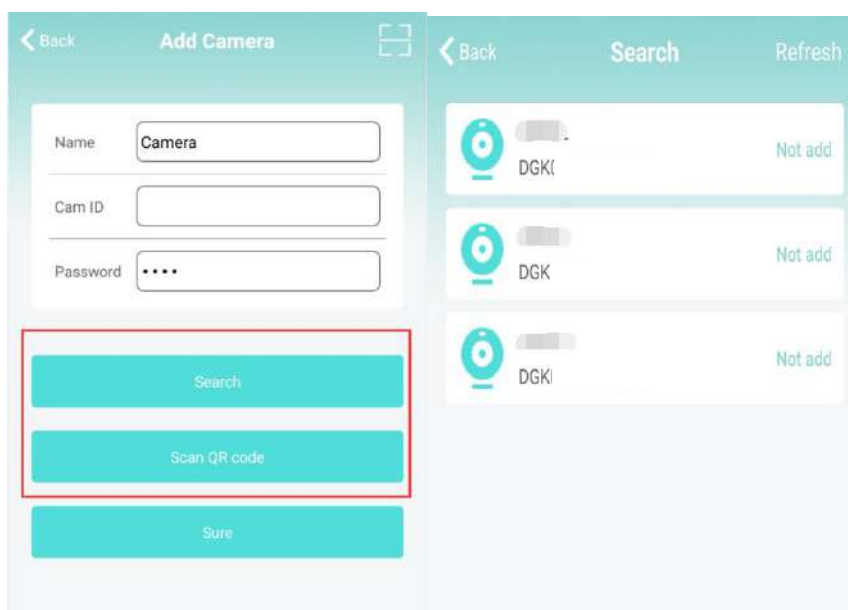 Back Add Camera
Name Camera
Cam ID
Password ••••
Search
Scan QR code
Sure
Back Search Refresh
Not add
DGK
Not add
DGK
Not add
DGK